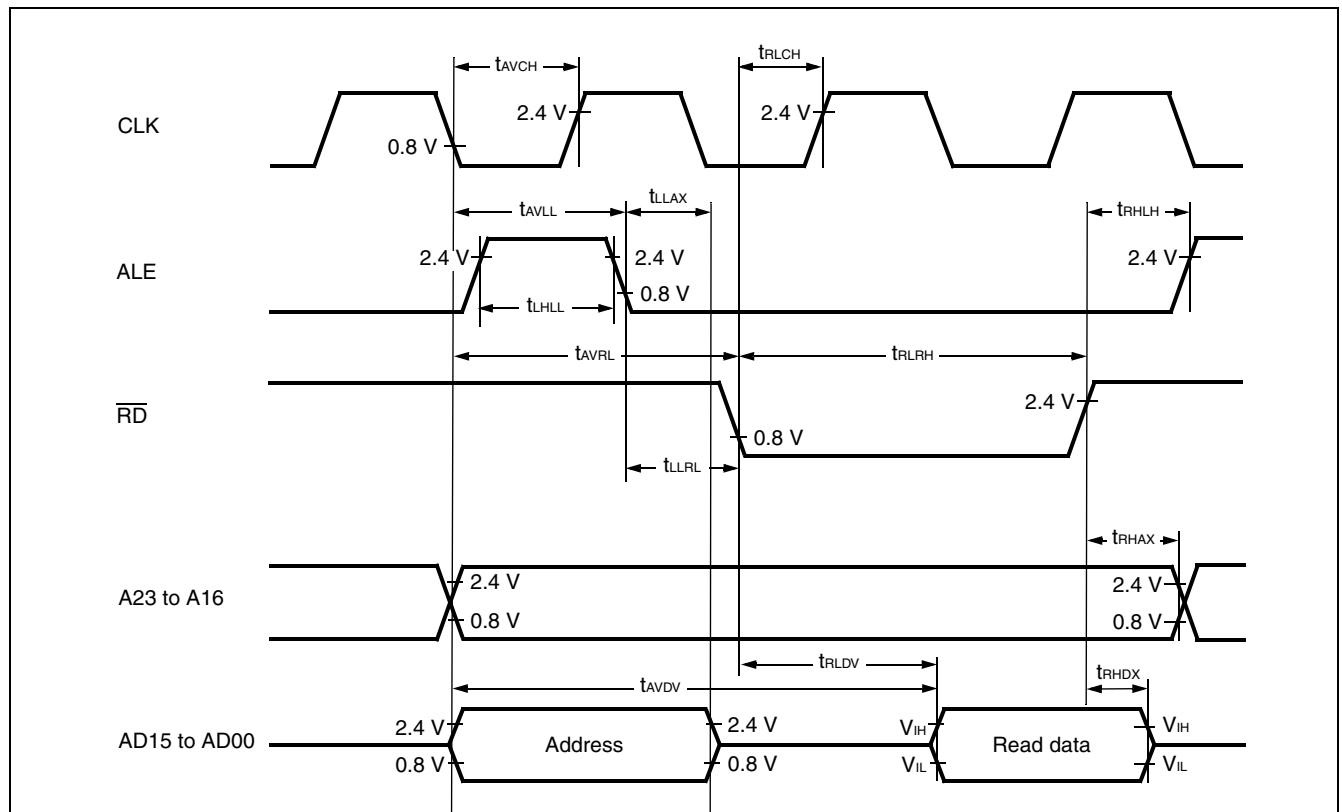 tAVCH
tRLCH
CLK
2.4 V
2.4 V
0.8 V
tAVLL
tLLAX
tRHLH
ALE
2.4 V
2.4 V
2.4 V
0.8 V
tLHLL
tAVRL
tRLRH
RD
2.4 V
0.8 V
tLLRL
tRHAX
A23 to A16
2.4 V
2.4 V
0.8 V
0.8 V
tRLDV
tAVDV
tRHDX
AD15 to AD00
2.4 V
Address
2.4 V
VIH
Read data
VIH
0.8 V
0.8 V
VIL
VIL